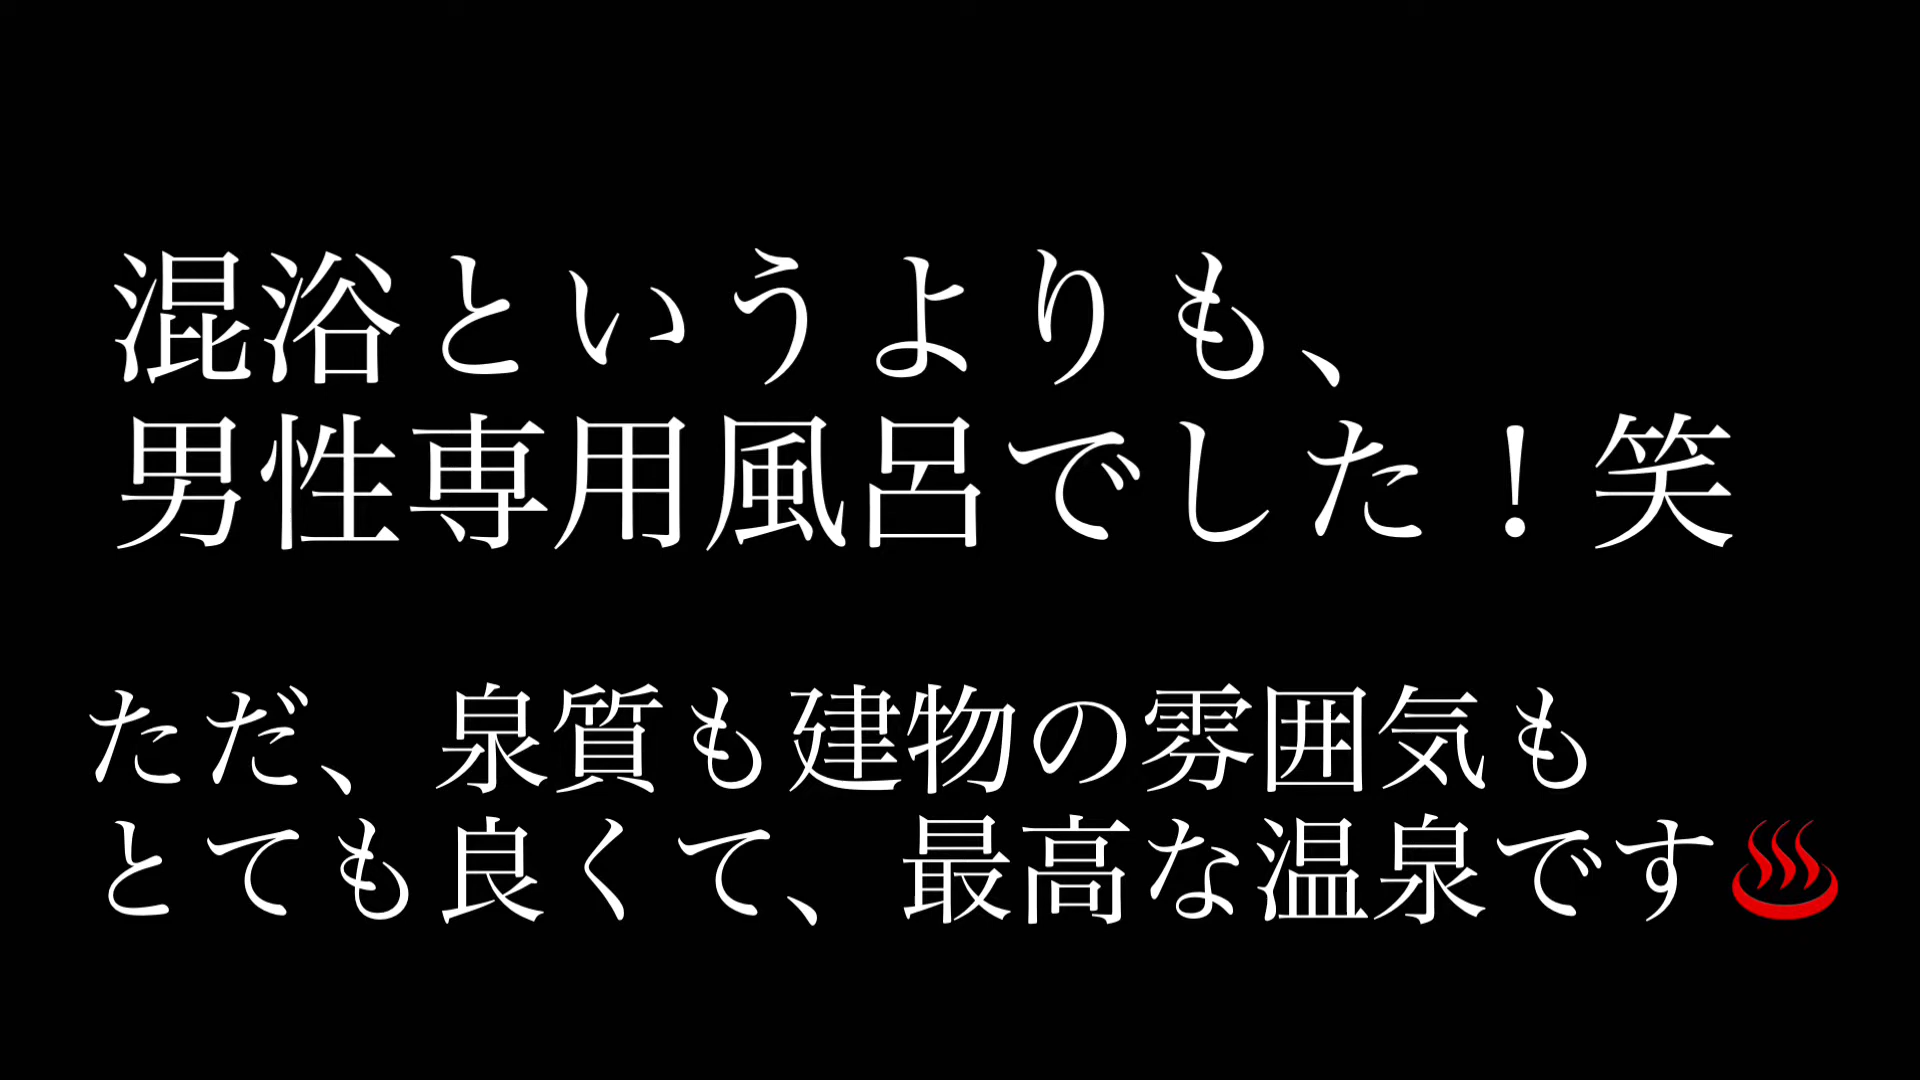 混浴というよりも、
男性専用風呂でした！笑
ただ、泉質も建物の雰囲気も
とても良くて、最高な温泉です♨